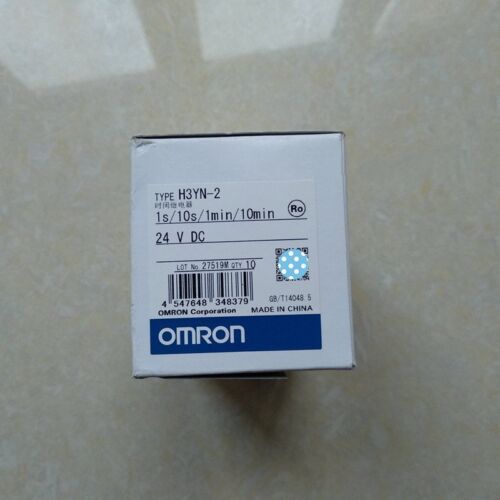 TYPE H3YN-2
时间继电器
1s/10s/1min/10min
Ro
24 V DC
LOT No. 27519M QTY 10
4 547648 348379
GB/T14048.5
OMRON Corporation
MADE IN CHINA
OMRON